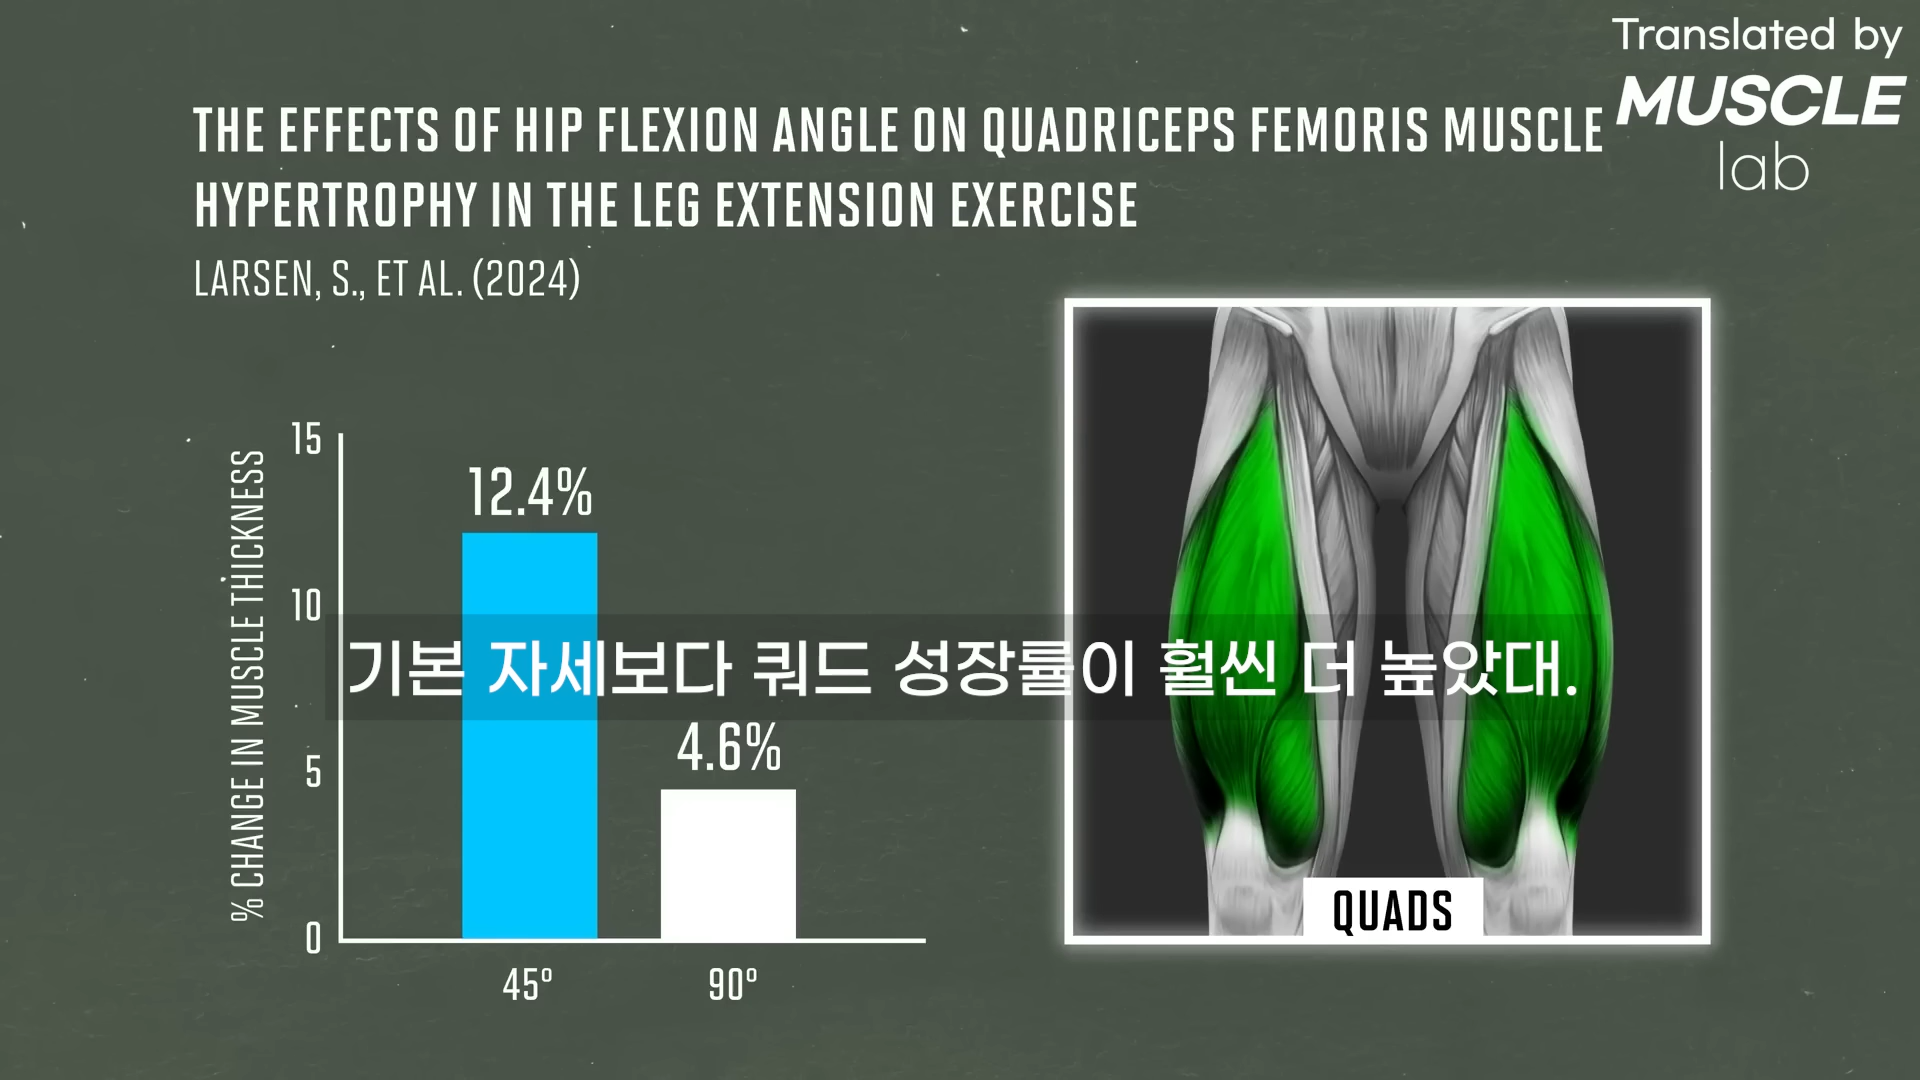 Translated by
MUSCLE
lab
THE EFFECTS OF HIP FLEXION ANGLE ON QUADRICEPS FEMORIS MUSCLE
HYPERTROPHY IN THE LEG EXTENSION EXERCISE
LARSEN, S., ET AL. (2024)
% CHANGE IN MUSCLE THICKNESS
15
10
5
0
12.4%
4.6%
45º
90º
기본 자세보다 쿼드 성장률이 훨씬 더 높았대.
QUADS